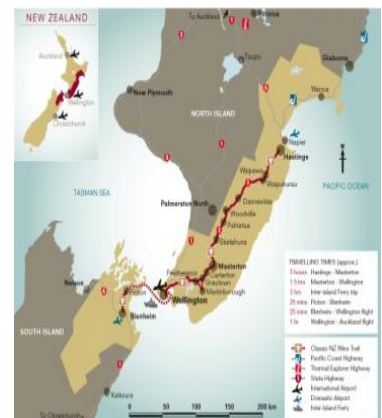 NEW ZEALAND
Auckland
Wellington
Christchurch
To Auckland
Rotorua
Taupo
Gisborne
New Plymouth
NORTH ISLAND
Wairoa
Napier
Hastings
TASMAN SEA
PACIFIC OCEAN
Waipawa
Waipukurau
Dannevirke
Palmerston North
Woodville
Pahiatua
Eketahuna
Masterton
Carterton
Greytown
Featherston
Martinborough
Wellington
Nelson
Picton
Blenheim
SOUTH ISLAND
Kaikoura
To Christchurch
N
TRAVELLING TIMES (approx.)
3 hours Hastings - Masterton
1.5 hrs Masterton - Wellington
3 hrs Inter-island Ferry trip
25 mins Picton - Blenheim
25 mins Blenheim - Wellington flight
1 hr Wellington - Auckland flight
Classic NZ Wine Trail
Pacific Coast Highway
Thermal Explorer Highway
State Highway
International Airport
Domestic Airport
Inter-island Ferry
0 50 100 150 200 km